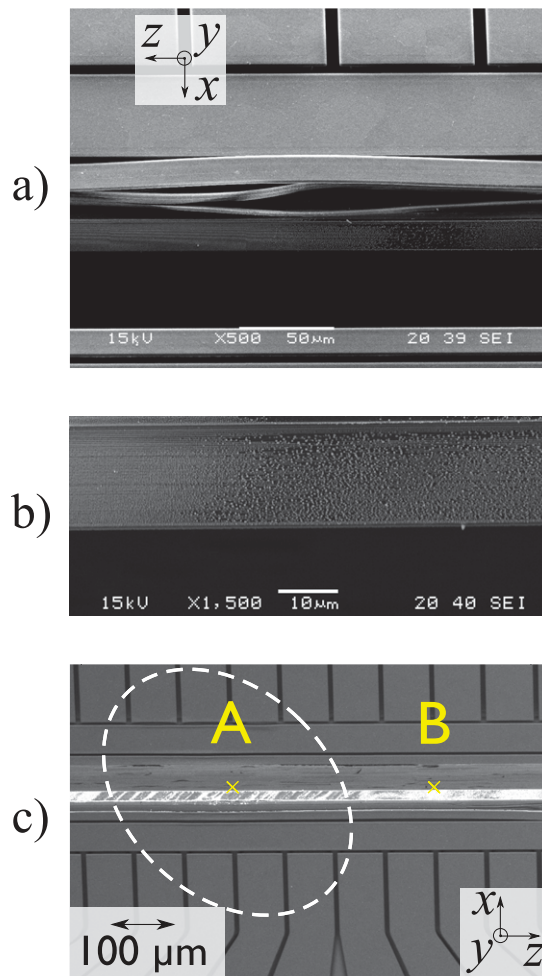 z y
x
a)
15kV X500 50µm 20 39 SEI
b)
15kV X1,500 10µm 20 40 SEI
A B
c)
x
100 µm y z